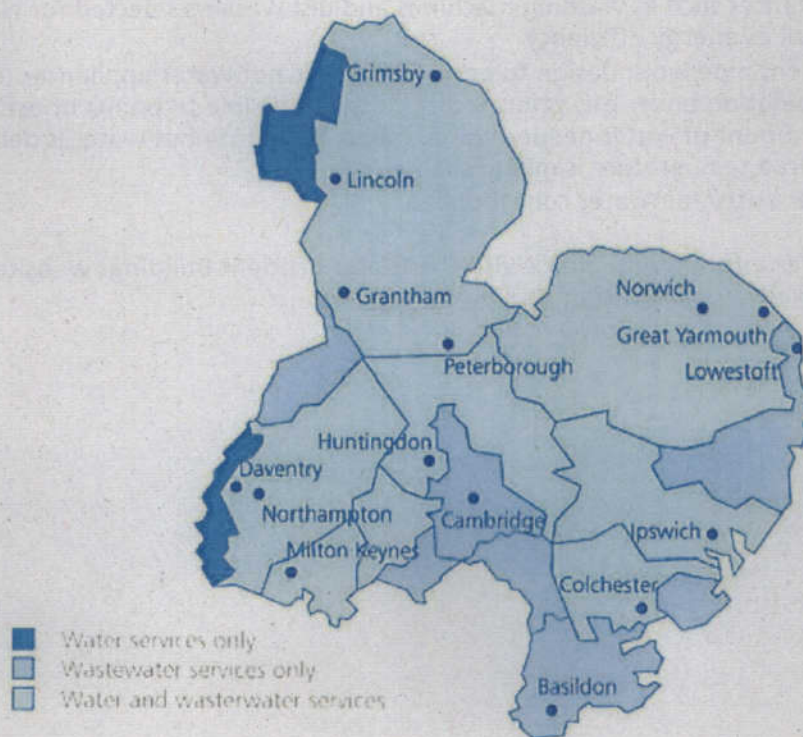 Grimsby
Lincoln
Grantham
Norwich
Great Yarmouth
Peterborough
Lowestoft
Huntingdon
Daventry
Northampton
Cambridge
Ipswich
Milton Keynes
Colchester
Water services only
Wastewater services only
Water and wasterwater services
Basildon